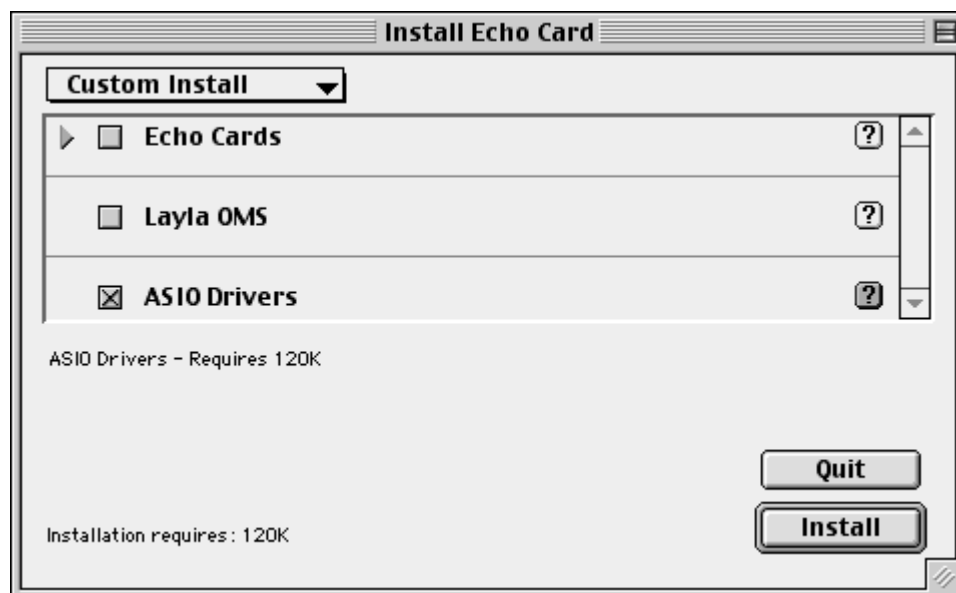 Install Echo Card
Custom Install
Echo Cards
?
Layla OMS
?
ASIO Drivers
?
ASIO Drivers - Requires 120K
Quit
Installation requires: 120K
Install